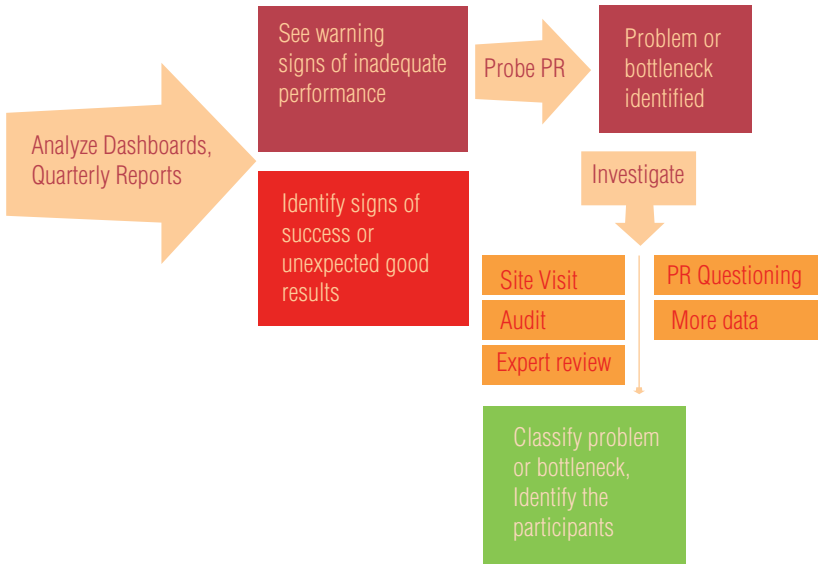 Analyze Dashboards,
Quarterly Reports
See warning
signs of inadequate
performance
Identify signs of
success or
unexpected good
results
Probe PR
Problem or
bottleneck
identified
Investigate
Site Visit
Audit
Expert review
PR Questioning
More data
Classify problem
or bottleneck,
Identify the
participants